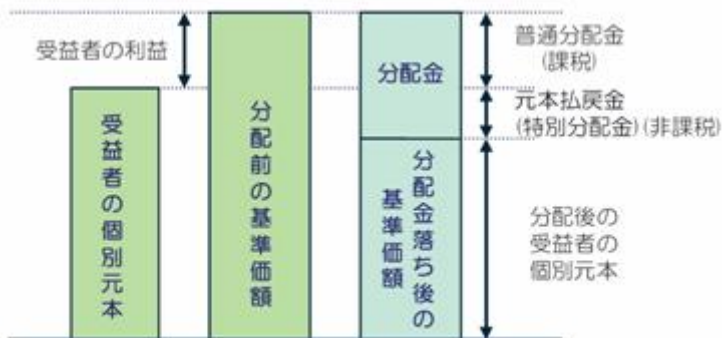 受益者の利益
受益者の個別元本
分配前の基準価額
分配金
分配金落ち後の
基準価額
普通分配金
(課税)
元本払戻金
(特別分配金)(非課税)
分配後の
受益者の
個別元本